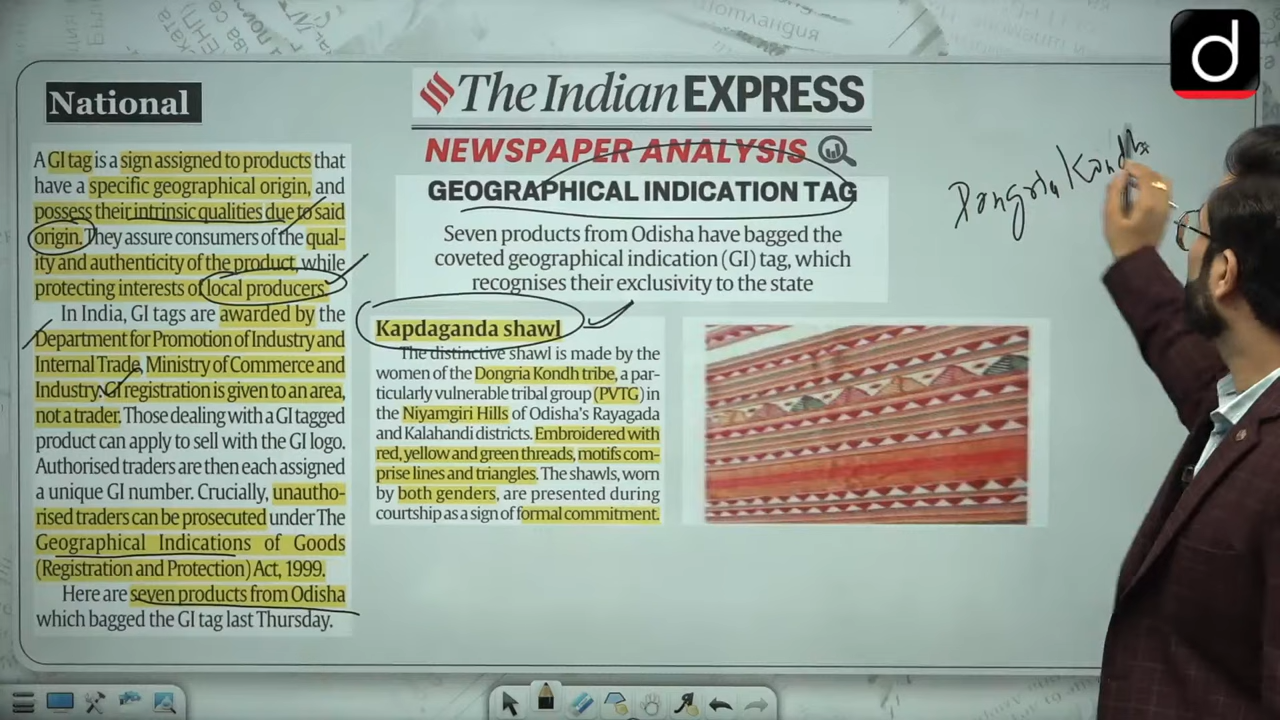 National
The Indian EXPRESS
NEWSPAPER ANALYSIS
GEOGRAPHICAL INDICATION TAG
Seven products from Odisha have bagged the
coveted geographical indication (GI) tag, which
recognises their exclusivity to the state
A GI tag is a sign assigned to products that
have a specific geographical origin, and
possess their intrinsic qualities due to said
origin. They assure consumers of the qual-
ity and authenticity of the product, while
protecting interests of local producers.
In India, GI tags are awarded by the
Department for Promotion of Industry and
Internal Trade, Ministry of Commerce and
Industry. GI registration is given to an area,
not a trader. Those dealing with a GI tagged
product can apply to sell with the GI logo.
Authorised traders are then each assigned
a unique GI number. Crucially, unautho-
rised traders can be prosecuted under The
Geographical Indications of Goods
(Registration and Protection) Act, 1999.
Here are seven products from Odisha
which bagged the GI tag last Thursday.
Kapdaganda shawl
The distinctive shawl is made by the
women of the Dongria Kondh tribe, a par-
ticularly vulnerable tribal group (PVTG) in
the Niyamgiri Hills of Odisha's Rayagada
and Kalahandi districts. Embroidered with
red, yellow and green threads, motifs com-
prise lines and triangles. The shawls, worn
by both genders, are presented during
courtship as a sign of formal commitment.
d